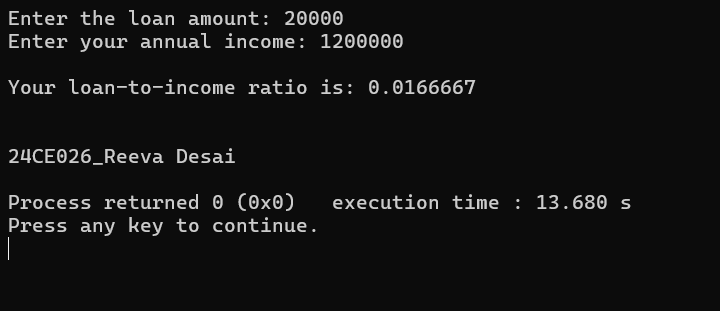 Enter the loan amount: 20000
Enter your annual income: 1200000
Your loan-to-income ratio is: 0.0166667
24CE026_Reeva Desai
Process returned 0 (0x0)   execution time : 13.680 s
Press any key to continue.